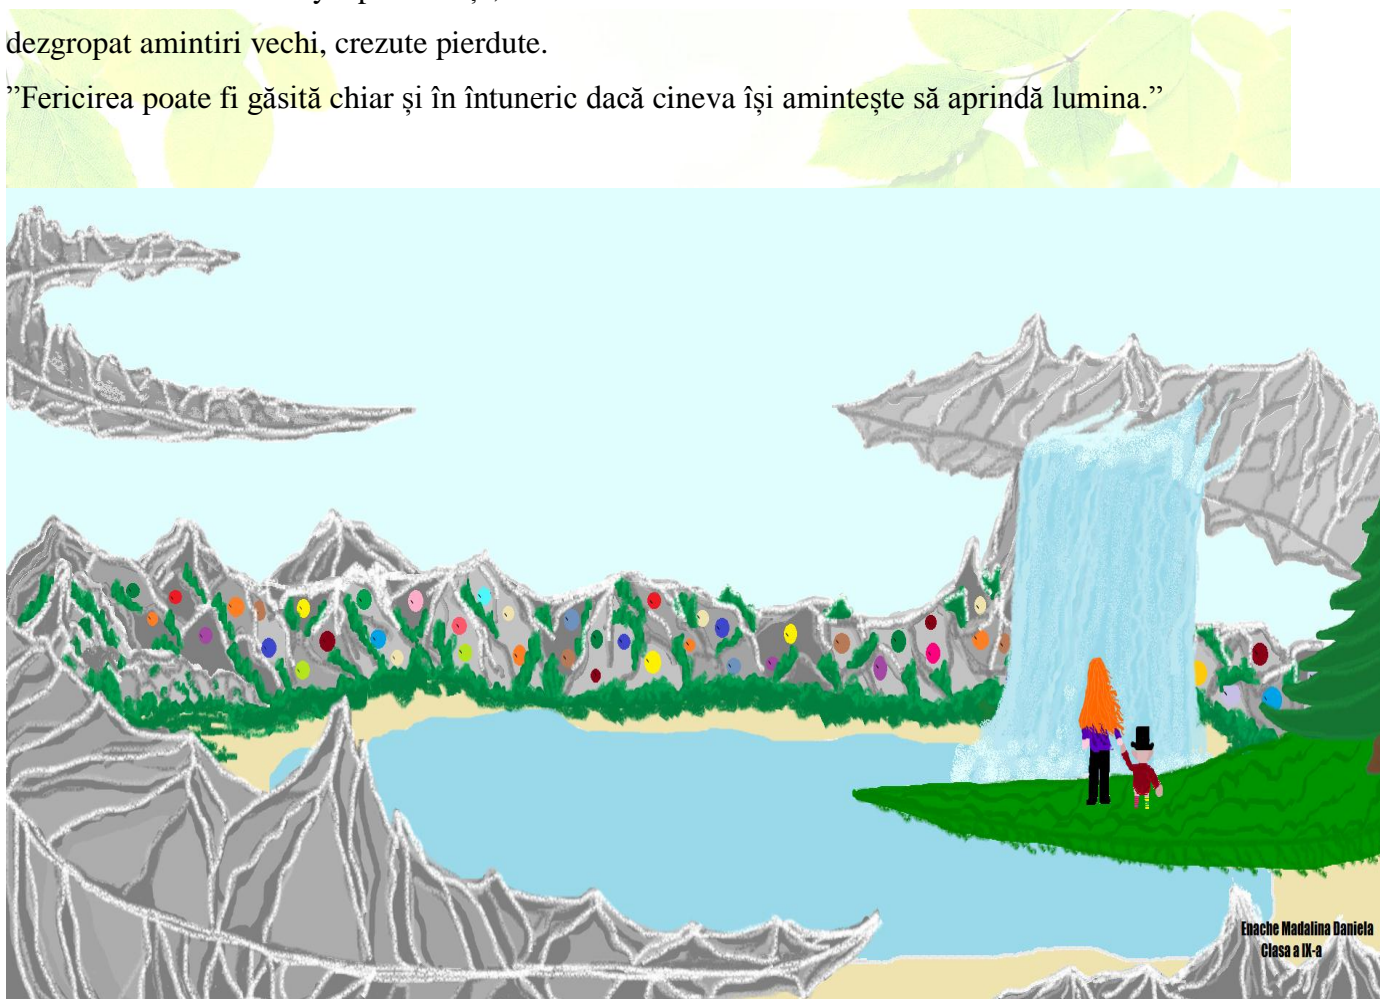 dezgropat amintiri vechi, crezute pierdute.
”Fericirea poate fi găsită chiar și în întuneric dacă cineva își amintește să aprindă lumina.”
Enache Madalina Daniela
Clasa a IX-a